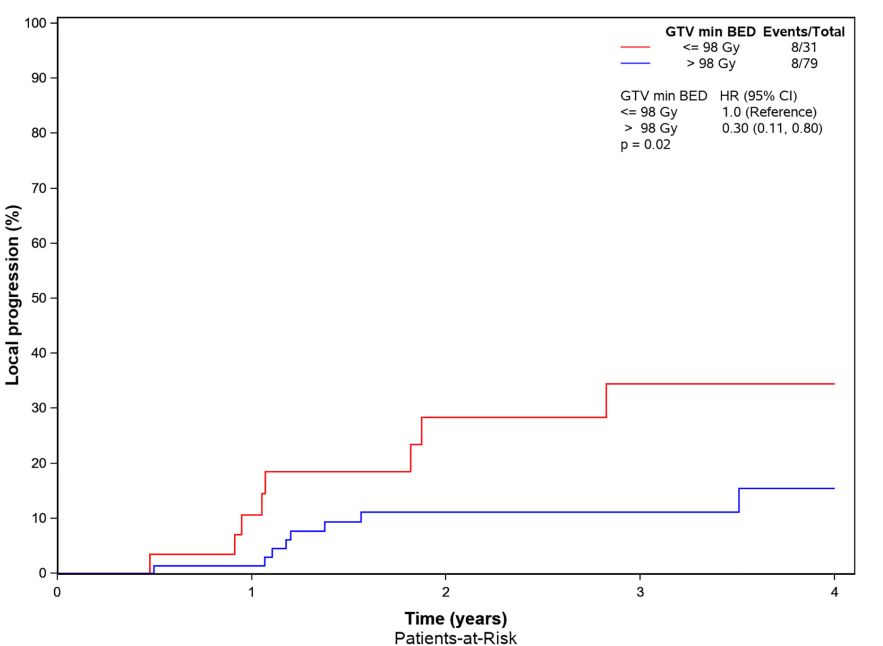 GTV min BED Events/Total
<= 98 Gy 8/31
> 98 Gy 8/79
GTV min BED HR (95% CI)
<= 98 Gy 1.0 (Reference)
> 98 Gy 0.30 (0.11, 0.80)
p = 0.02
Local progression (%)
100
90
80
70
60
50
40
30
20
10
0
0 1 2 3 4
Time (years)
Patients-at-Risk